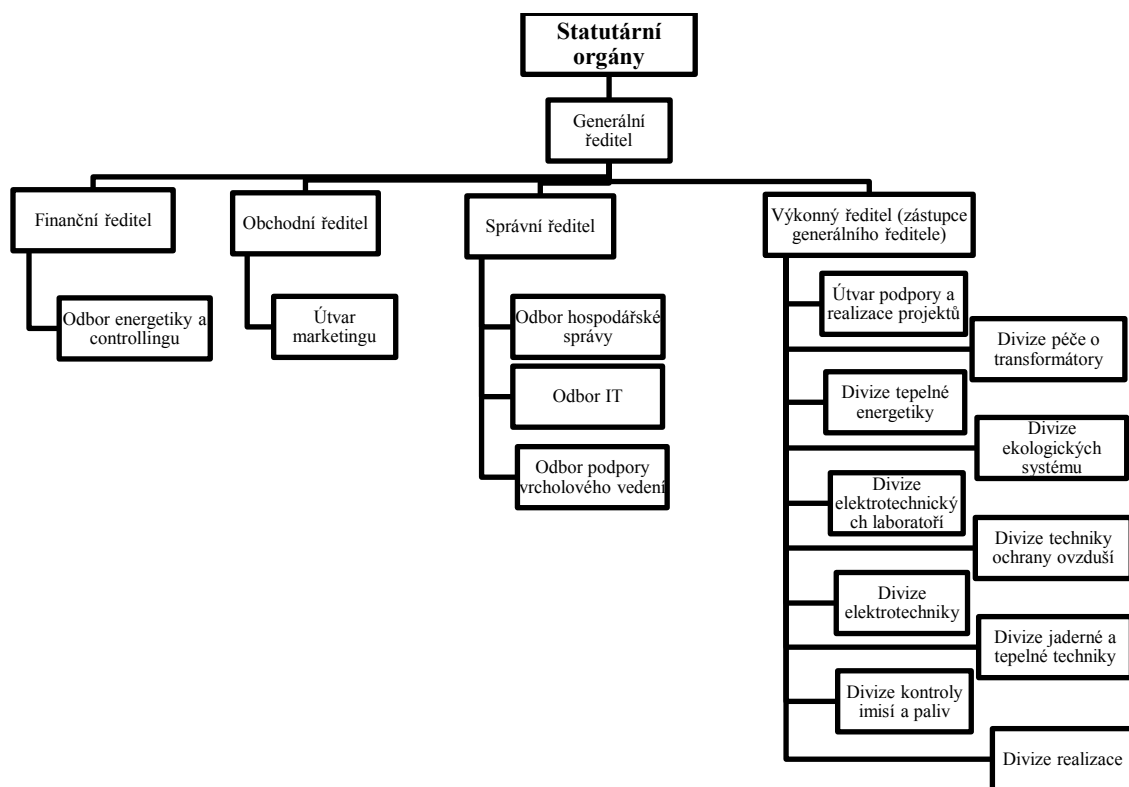 Statutární
orgány
Generální
ředitel
Finanční ředitel
Obchodní ředitel
Správní ředitel
Výkonný ředitel (zástupce
generálního ředitele)
Odbor energetiky a
controllingu
Útvar
marketingu
Odbor hospodářské
správy
Odbor IT
Odbor podpory
vrcholového vedení
Útvar podpory a
realizace projektů
Divize péče o
transformátory
Divize tepelné
energetiky
Divize
ekologických
systému
Divize
elektrotechnický
ch laboratoří
Divize techniky
ochrany ovzduší
Divize
elektrotechniky
Divize jaderné a
tepelné techniky
Divize kontroly
imisí a paliv
Divize realizace